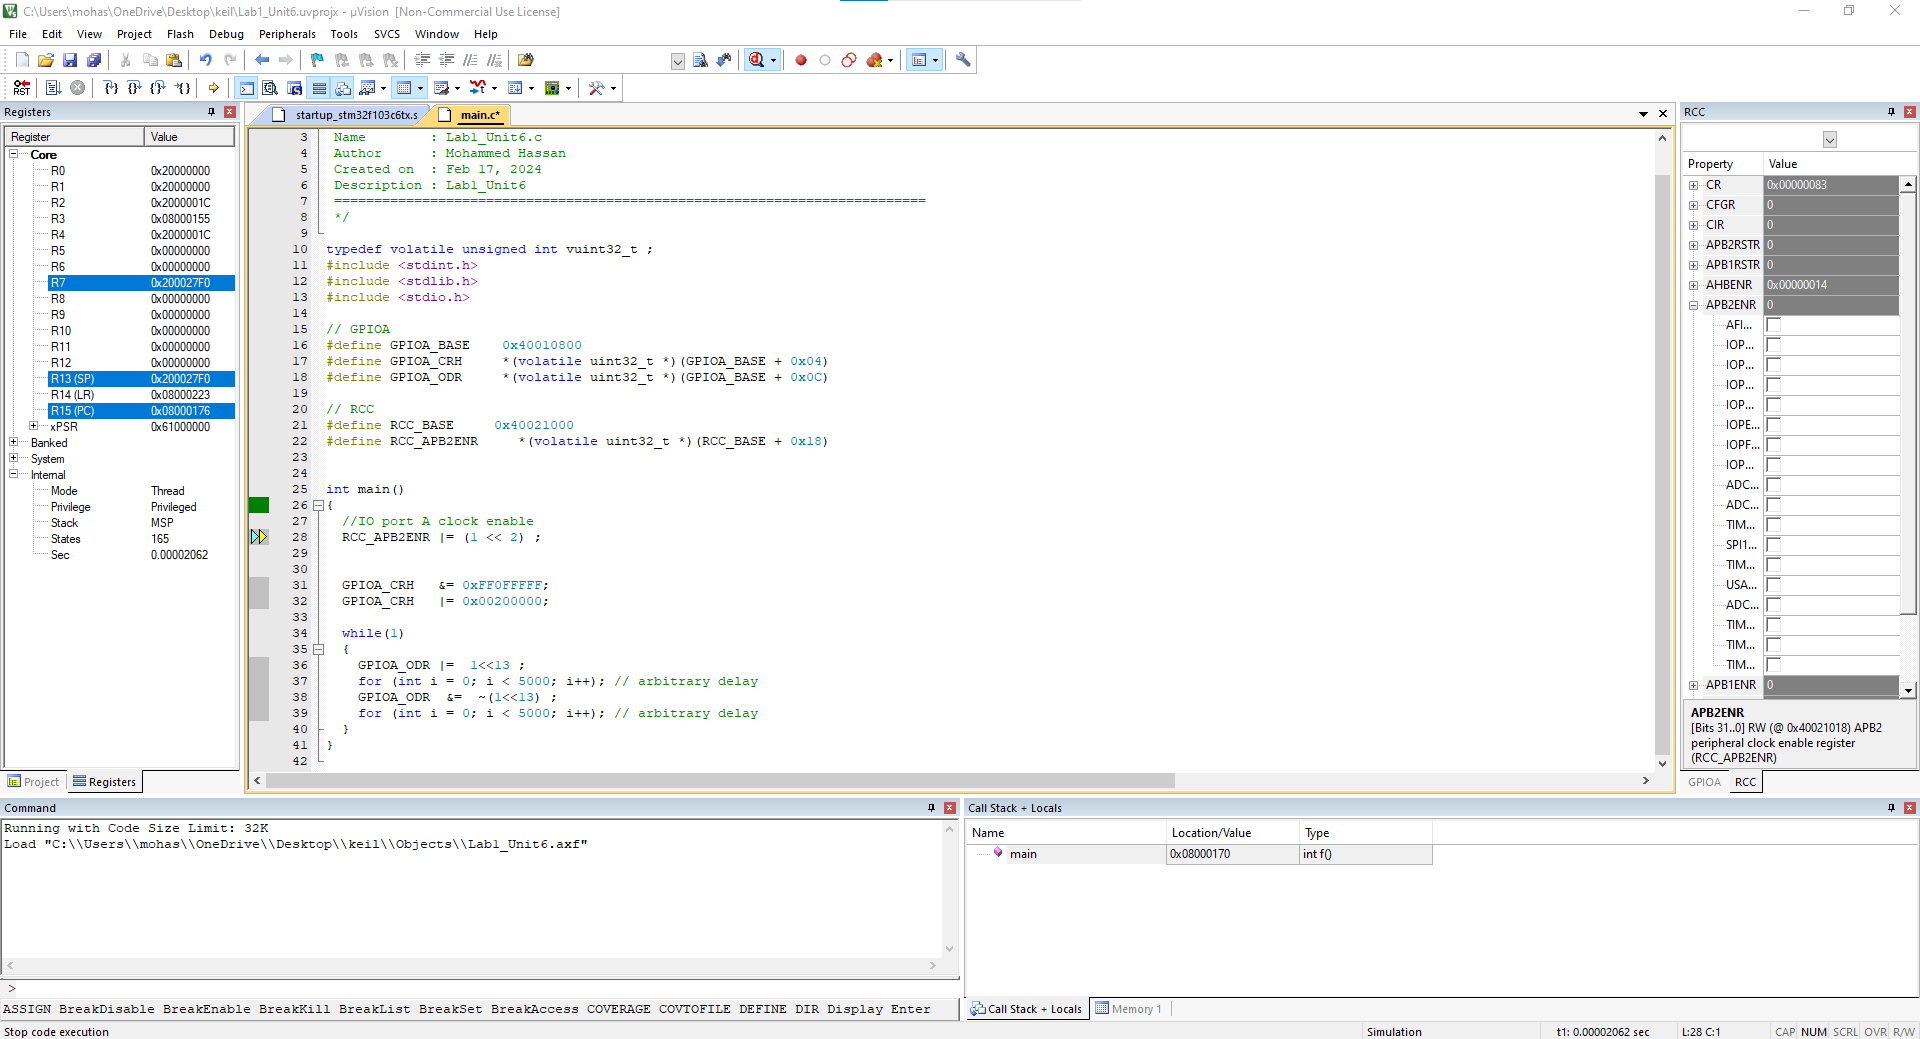 C:\Users\mohas\OneDrive\Desktop\keil\Lab1_Unit6.uvprojx - µVision  [Non-Commercial Use License]
File Edit View Project Flash Debug Peripherals Tools SVCS Window Help
Registers
Register Value
Core
R0 0x20000000
R1 0x20000000
R2 0x2000001C
R3 0x08000155
R4 0x2000001C
R5 0x00000000
R6 0x00000000
R7 0x200027F0
R8 0x00000000
R9 0x00000000
R10 0x00000000
R11 0x00000000
R12 0x00000000
R13 (SP) 0x200027F0
R14 (LR) 0x08000223
R15 (PC) 0x08000176
xPSR 0x61000000
Banked
System
Internal
Mode Thread
Privilege Privileged
Stack MSP
States 165
Sec 0.00002062
Project Registers
startup_stm32f103c6tx.s main.c*
3 Name        : Lab1_Unit6.c
4 Author      : Mohammed Hassan
5 Created on  : Feb 17, 2024
6 Description : Lab1_Unit6
7 ==========================================================================
8 */
9
10 typedef volatile unsigned int vuint32_t ;
11 #include <stdint.h>
12 #include <stdlib.h>
13 #include <stdio.h>
14
15 // GPIOA
16 #define GPIOA_BASE    0x40010800
17 #define GPIOA_CRH     *(volatile uint32_t *)(GPIOA_BASE + 0x04)
18 #define GPIOA_ODR     *(volatile uint32_t *)(GPIOA_BASE + 0x0C)
19
20 // RCC
21 #define RCC_BASE     0x40021000
22 #define RCC_APB2ENR     *(volatile uint32_t *)(RCC_BASE + 0x18)
23
24
25 int main()
26 {
27 //IO port A clock enable
28 RCC_APB2ENR |= (1 << 2) ;
29
30
31 GPIOA_CRH   &= 0xFF0FFFFF;
32 GPIOA_CRH   |= 0x00200000;
33
34 while(1)
35 {
36 GPIOA_ODR |=  1<<13 ;
37 for (int i = 0; i < 5000; i++); // arbitrary delay
38 GPIOA_ODR  &=  ~(1<<13) ;
39 for (int i = 0; i < 5000; i++); // arbitrary delay
40 }
41 }
42
RCC
Property Value
CR 0x00000083
CFGR 0
CIR 0
APB2RSTR 0
APB1RSTR 0
AHBENR 0x00000014
APB2ENR 0
AFI...
IOP...
IOP...
IOP...
IOP...
IOPE...
IOPF...
IOP...
ADC...
ADC...
TIM...
SPI1...
TIM...
USA...
ADC...
TIM...
TIM...
TIM...
APB1ENR 0
APB2ENR
[Bits 31..0] RW (@ 0x40021018) APB2
peripheral clock enable register
(RCC_APB2ENR)
GPIOA RCC
Command
Running with Code Size Limit: 32K
Load "C:\\Users\\mohas\\OneDrive\\Desktop\\keil\\Objects\\Lab1_Unit6.axf"
>
ASSIGN BreakDisable BreakEnable BreakKill BreakList BreakSet BreakAccess COVERAGE COVTOFILE DEFINE DIR Display Enter
Call Stack + Locals
Name Location/Value Type
main 0x08000170 int f()
Call Stack + Locals Memory 1
Stop code execution Simulation t1: 0.00002062 sec L:28 C:1 CAP NUM SCRL OVR R/W